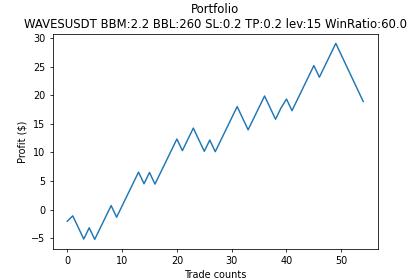 Portfolio
WAVESUSDT BBM:2.2 BBL:260 SL:0.2 TP:0.2 lev:15 WinRatio:60.0
30
25
20
15
10
5
0
−5
Profit ($)
0 10 20 30 40 50
Trade counts